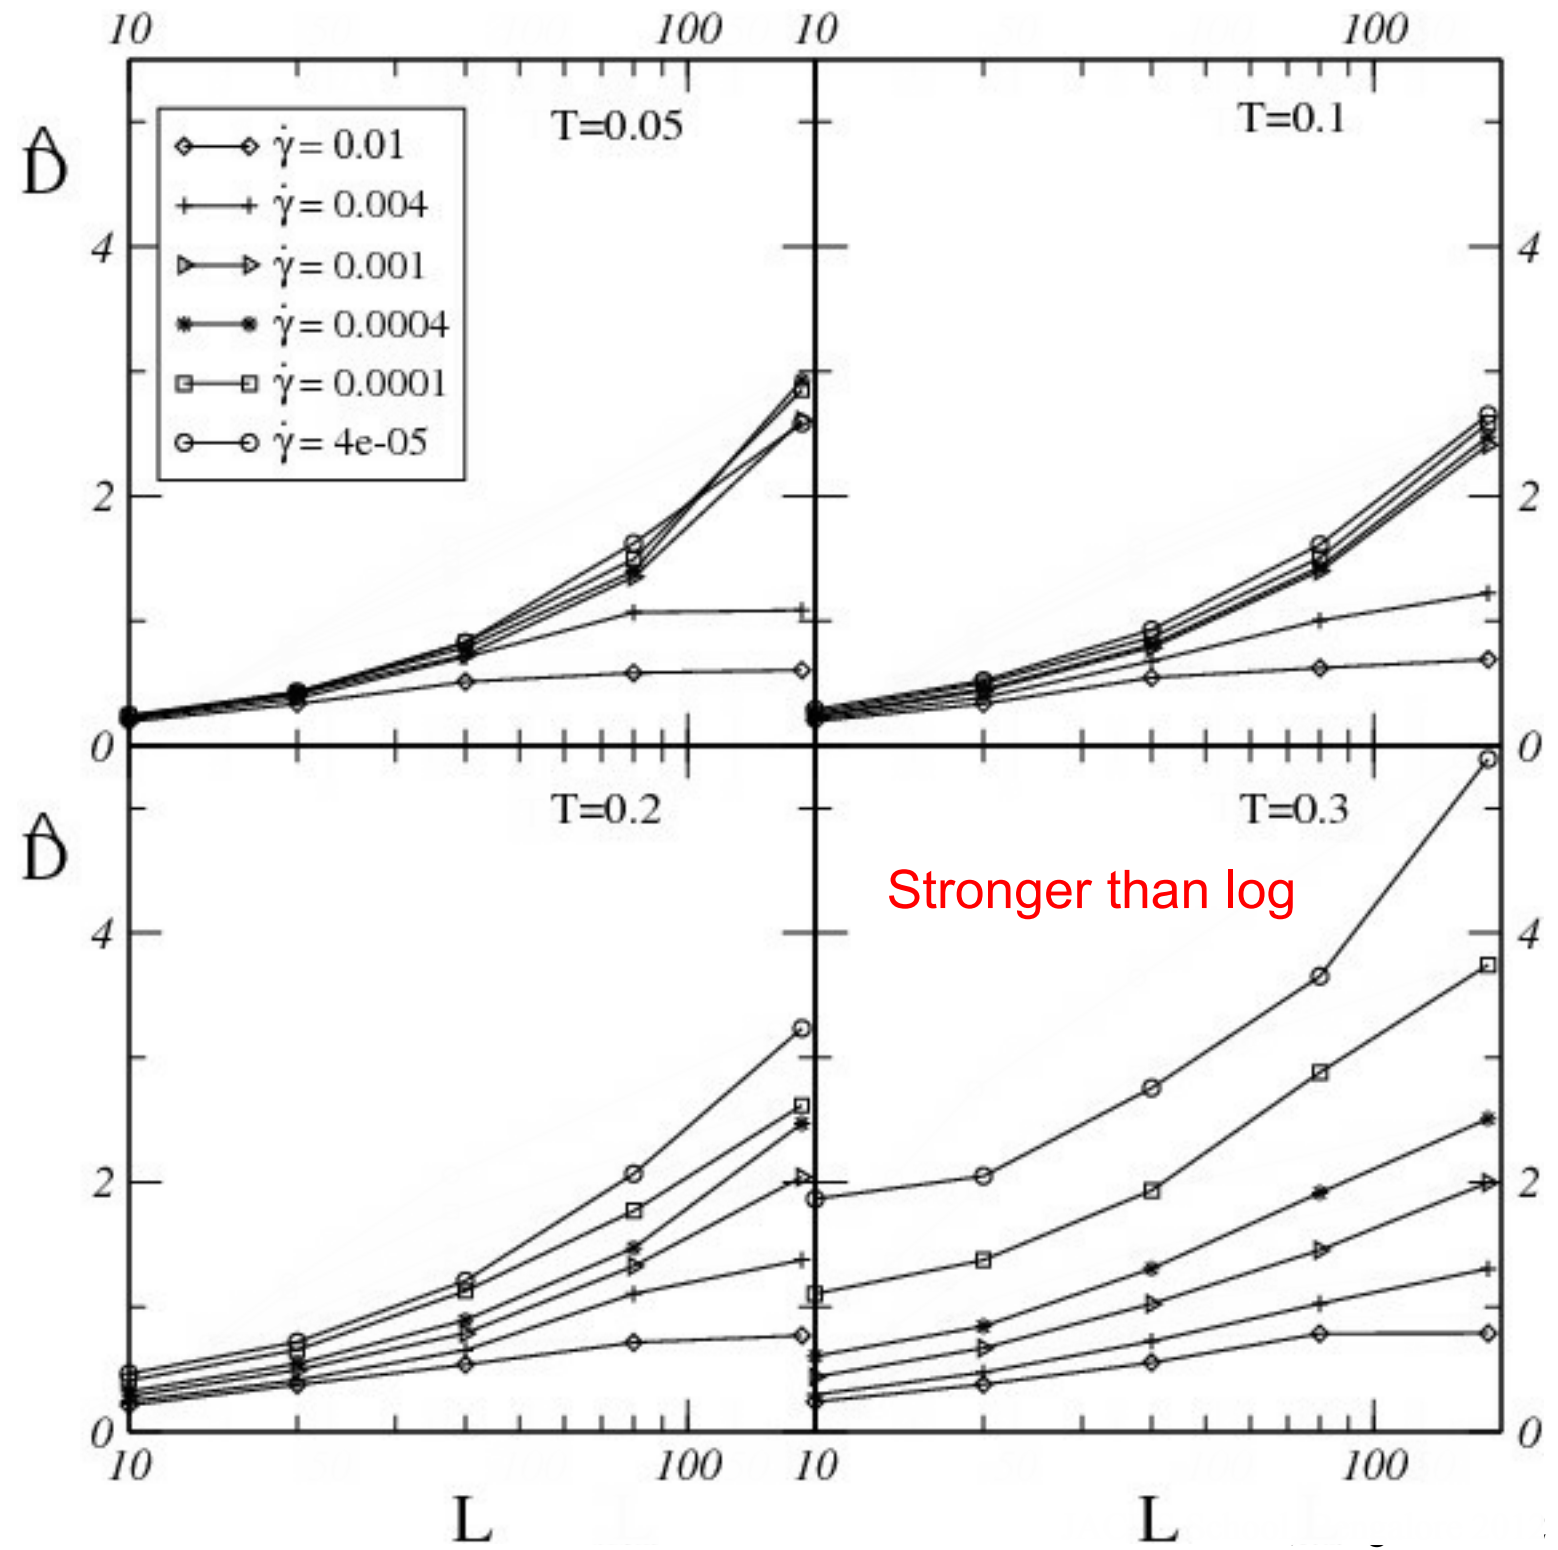 10 100 10 100
T=0.05 T=0.1
D̂
γ̇ = 0.01
γ̇ = 0.004
γ̇ = 0.001
γ̇ = 0.0004
γ̇ = 0.0001
γ̇ = 4e-05
4 4
2 2
0 0
T=0.2 T=0.3
D̂
Stronger than log
4 4
2 2
0 0
10 100 10 100
L L